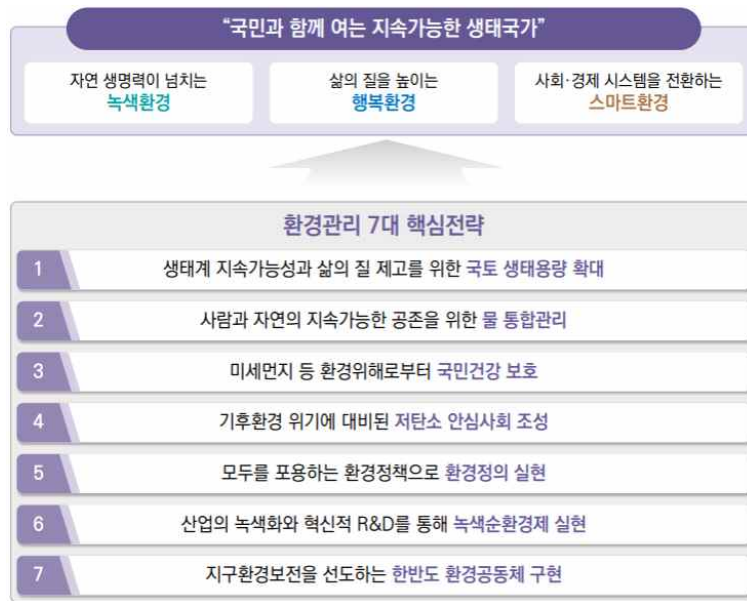 “국민과 함께 여는 지속가능한 생태국가”
자연 생명력이 넘치는
녹색환경
삶의 질을 높이는
행복환경
사회·경제 시스템을 전환하는
스마트환경
환경관리 7대 핵심전략
1 생태계 지속가능성과 삶의 질 제고를 위한 국토 생태용량 확대
2 사람과 자연의 지속가능한 공존을 위한 물 통합관리
3 미세먼지 등 환경위해로부터 국민건강 보호
4 기후환경 위기에 대비된 저탄소 안심사회 조성
5 모두를 포용하는 환경정책으로 환경정의 실현
6 산업의 녹색화와 혁신적 R&D를 통해 녹색순환경제 실현
7 지구환경보전을 선도하는 한반도 환경공동체 구현